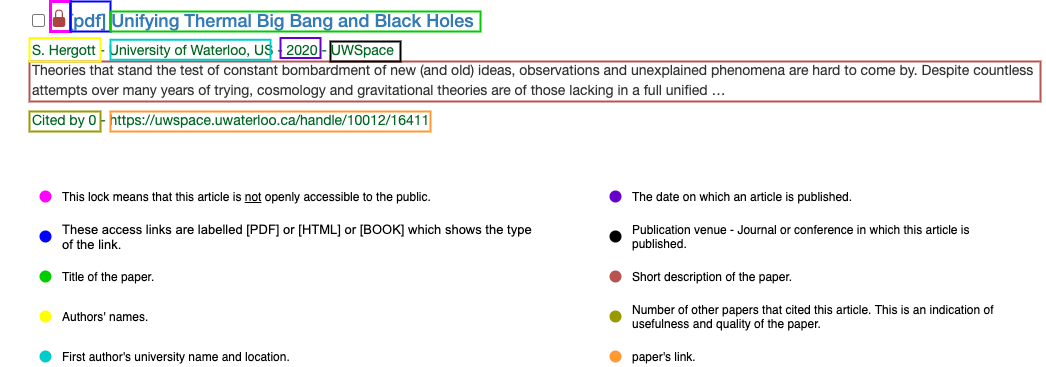 [pdf] Unifying Thermal Big Bang and Black Holes
S. Hergott - University of Waterloo, US - 2020 - UWSpace
Theories that stand the test of constant bombardment of new (and old) ideas, observations and unexplained phenomena are hard to come by. Despite countless
attempts over many years of trying, cosmology and gravitational theories are of those lacking in a full unified …
Cited by 0 - https://uwspace.uwaterloo.ca/handle/10012/16411
This lock means that this article is not openly accessible to the public.
These access links are labelled [PDF] or [HTML] or [BOOK] which shows the type
of the link.
Title of the paper.
Authors' names.
First author's university name and location.
The date on which an article is published.
Publication venue - Journal or conference in which this article is
published.
Short description of the paper.
Number of other papers that cited this article. This is an indication of
usefulness and quality of the paper.
paper's link.